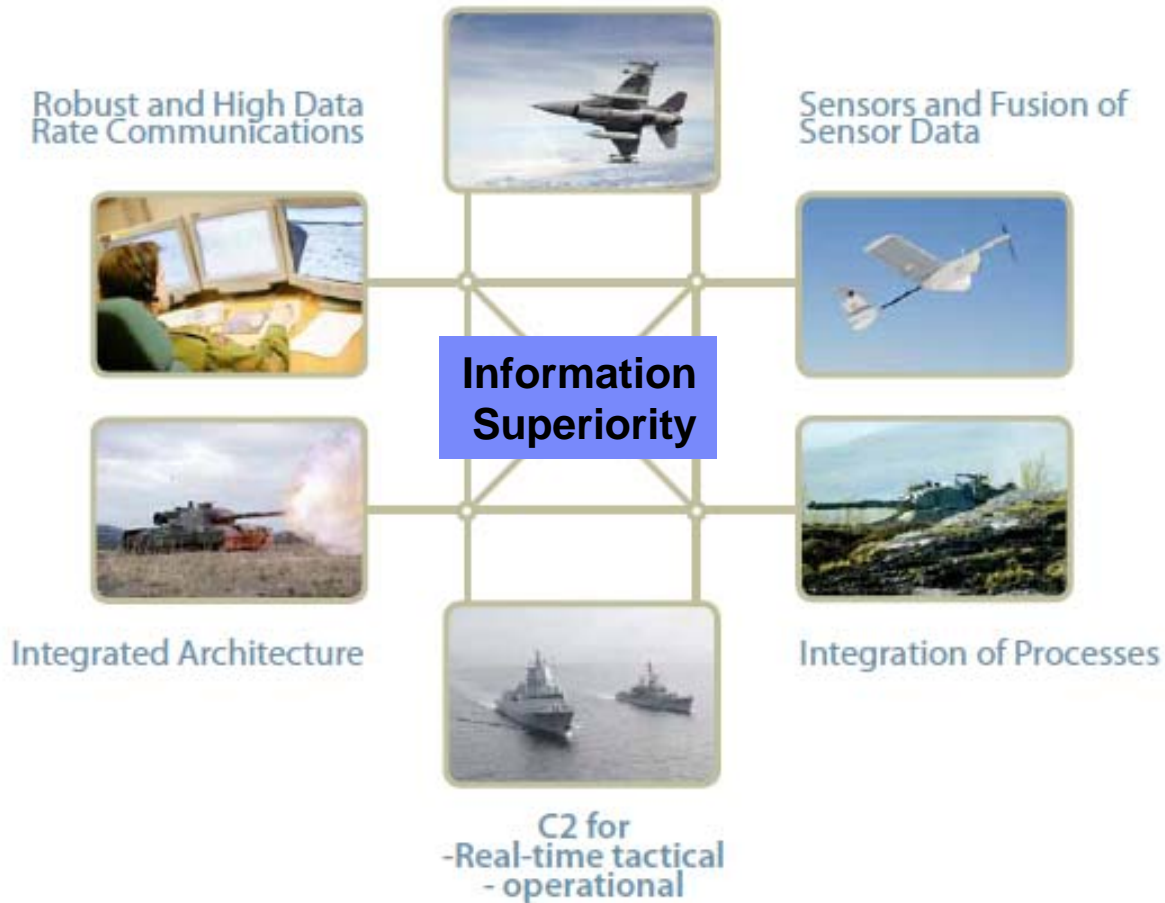 Robust and High Data
Rate Communications
Sensors and Fusion of
Sensor Data
Information
Superiority
Integrated Architecture
Integration of Processes
C2 for
-Real-time tactical
- operational